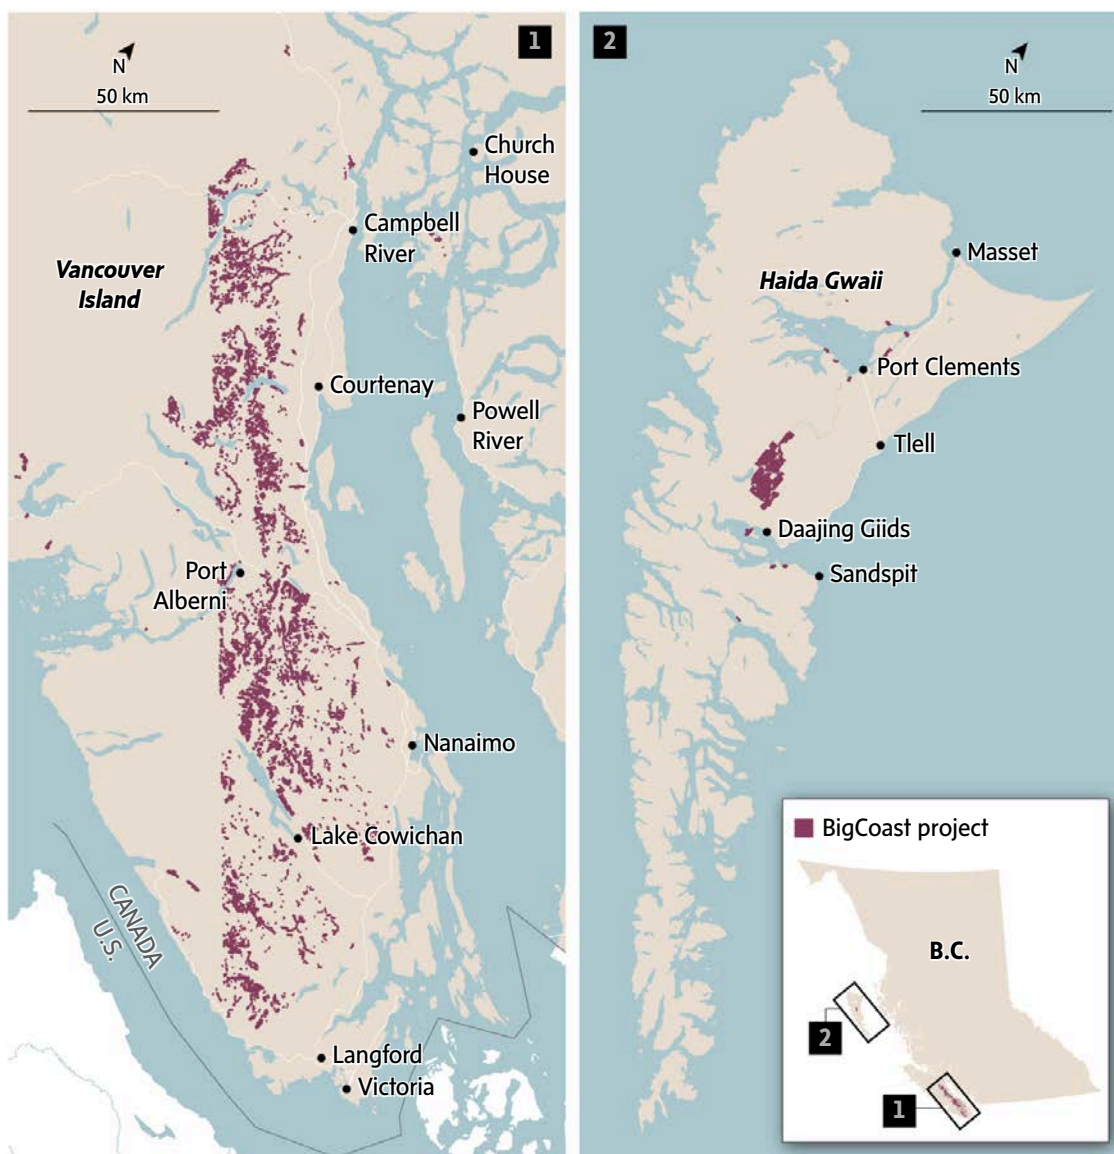 1
N
50 km
Church
House
Campbell
River
Vancouver
Island
Courtenay
Powell
River
Port
Alberni
Nanaimo
Lake Cowichan
CANADA
U.S.
Langford
Victoria
2
N
50 km
Masset
Haida Gwaii
Port Clements
Tlell
Daajing Giids
Sandspit
BigCoast project
B.C.
2
1